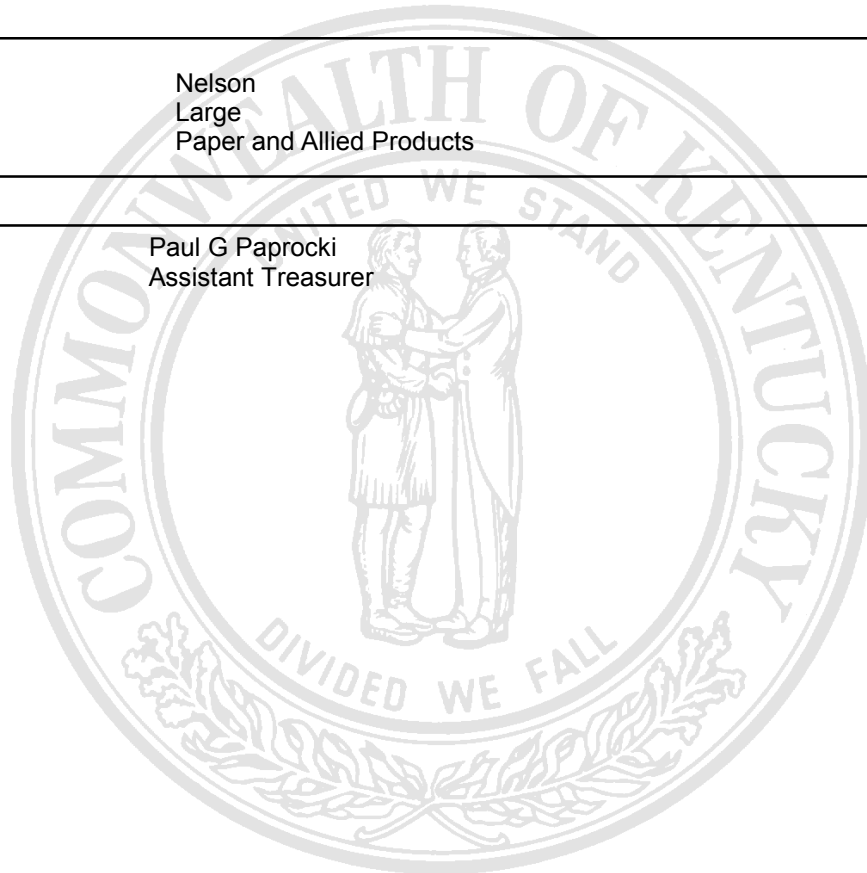 Nelson
Large
Paper and Allied Products
Paul G Paprocki
Assistant Treasurer
COMMONWEALTH OF KENTUCKY
UNITED WE STAND
DIVIDED WE FALL